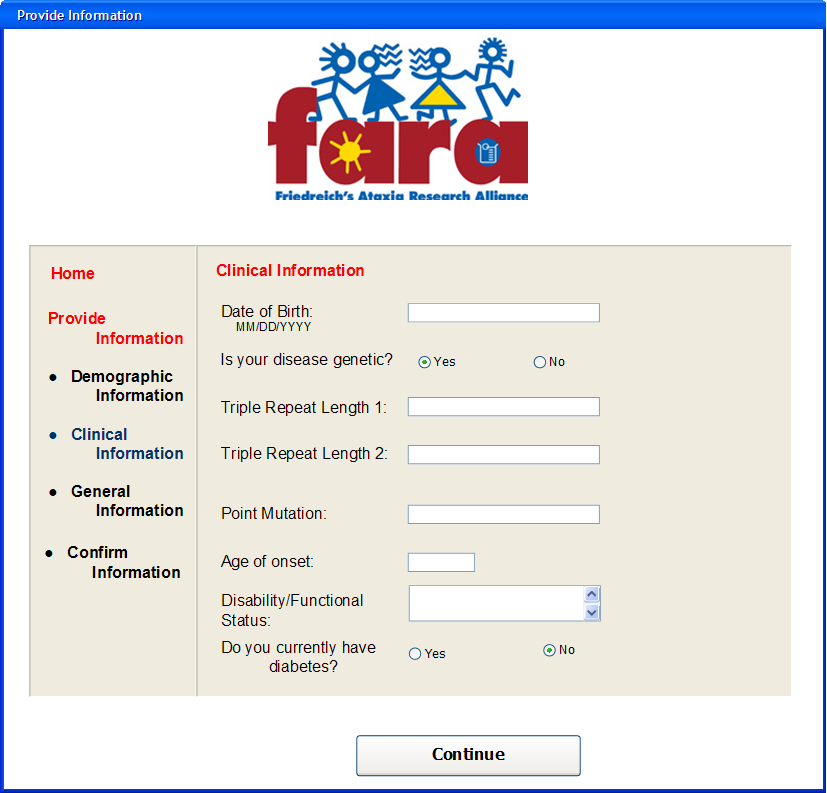 Provide Information
fara
Friedreich's Ataxia Research Alliance
Home
Provide
Information
• Demographic
Information
• Clinical
Information
• General
Information
• Confirm
Information
Clinical Information
Date of Birth:
MM/DD/YYYY
Is your disease genetic? Yes No
Triple Repeat Length 1:
Triple Repeat Length 2:
Point Mutation:
Age of onset:
Disability/Functional
Status:
Do you currently have
diabetes? Yes No
Continue